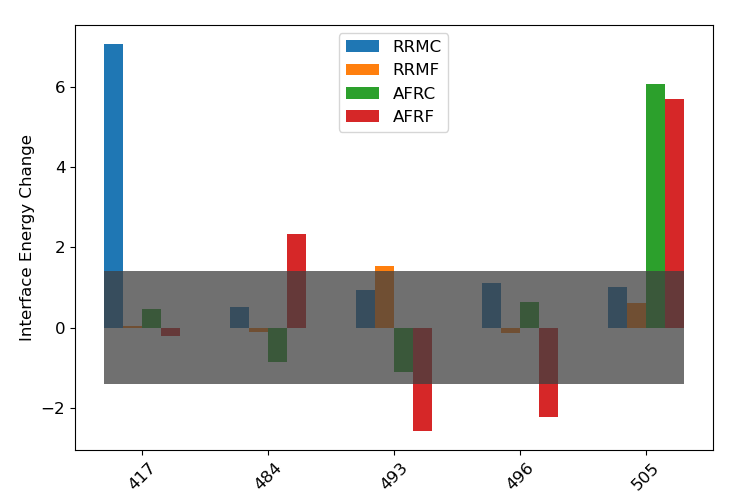 RRMC
RRMF
AFRC
AFRF
Interface Energy Change
6
4
2
0
−2
417
484
493
496
505